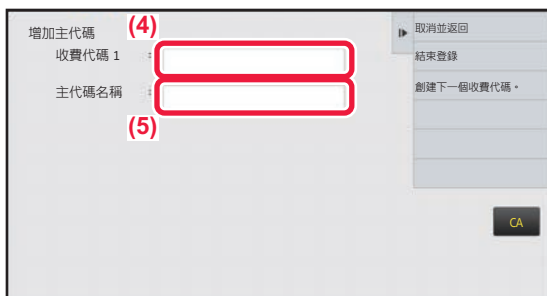 增加主代碼
(4)
收費代碼 1 :
主代碼名稱 :
(5)
取消並返回
結束登錄
創建下一個收費代碼。
CA